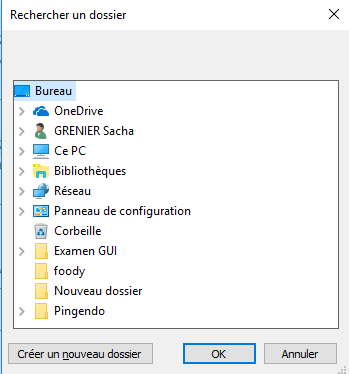 Rechercher un dossier
Bureau
OneDrive
GRENIER Sacha
Ce PC
Bibliothèques
Réseau
Panneau de configuration
Corbeille
Examen GUI
foody
Nouveau dossier
Pingendo
Créer un nouveau dossier
OK
Annuler